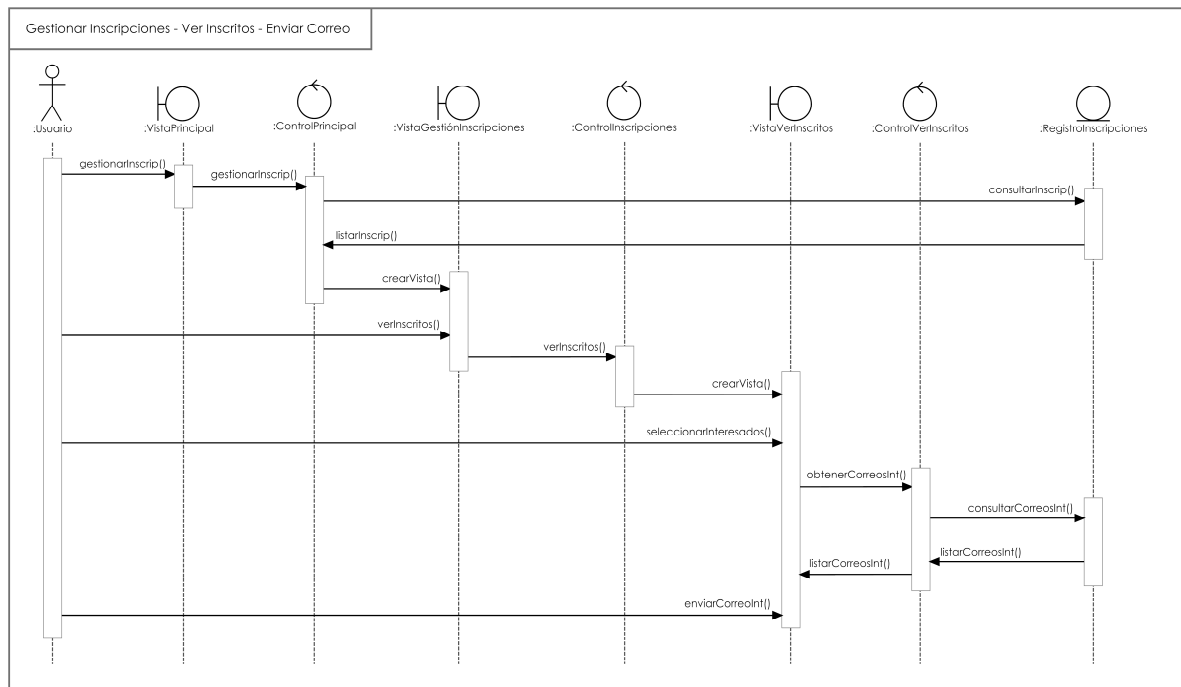 Gestionar Inscripciones - Ver Inscritos - Enviar Correo
:Usuario
:VistaPrincipal
:ControlPrincipal
:VistaGestiónInscripciones
:ControlInscripciones
:VistaVerInscritos
:ControlVerInscritos
:RegistroInscripciones
gestionarInscrip()
gestionarInscrip()
consultarInscrip()
listarInscrip()
crearVista()
verInscritos()
verInscritos()
crearVista()
seleccionarInteresados()
obtenerCorreosInt()
consultarCorreosInt()
listarCorreosInt()
listarCorreosInt()
enviarCorreoInt()